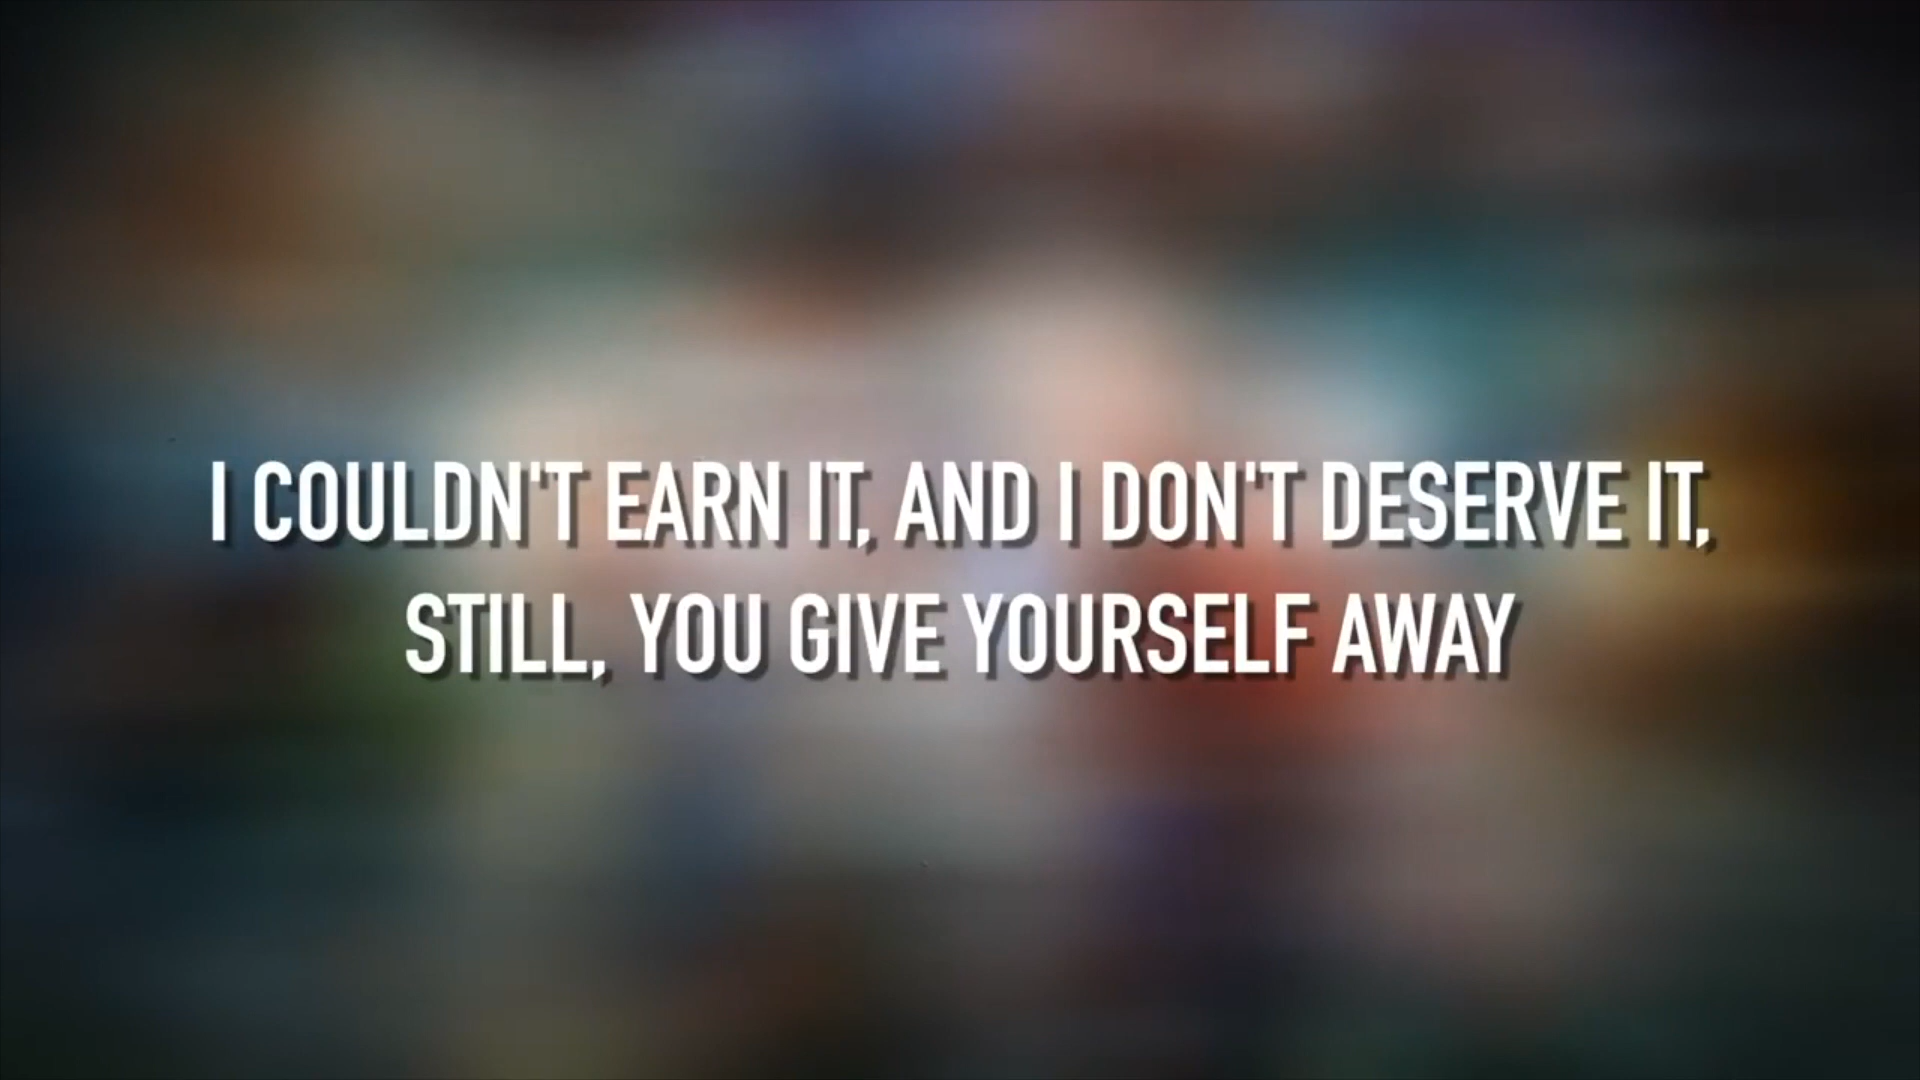 I COULDN'T EARN IT, AND I DON'T DESERVE IT,
STILL, YOU GIVE YOURSELF AWAY